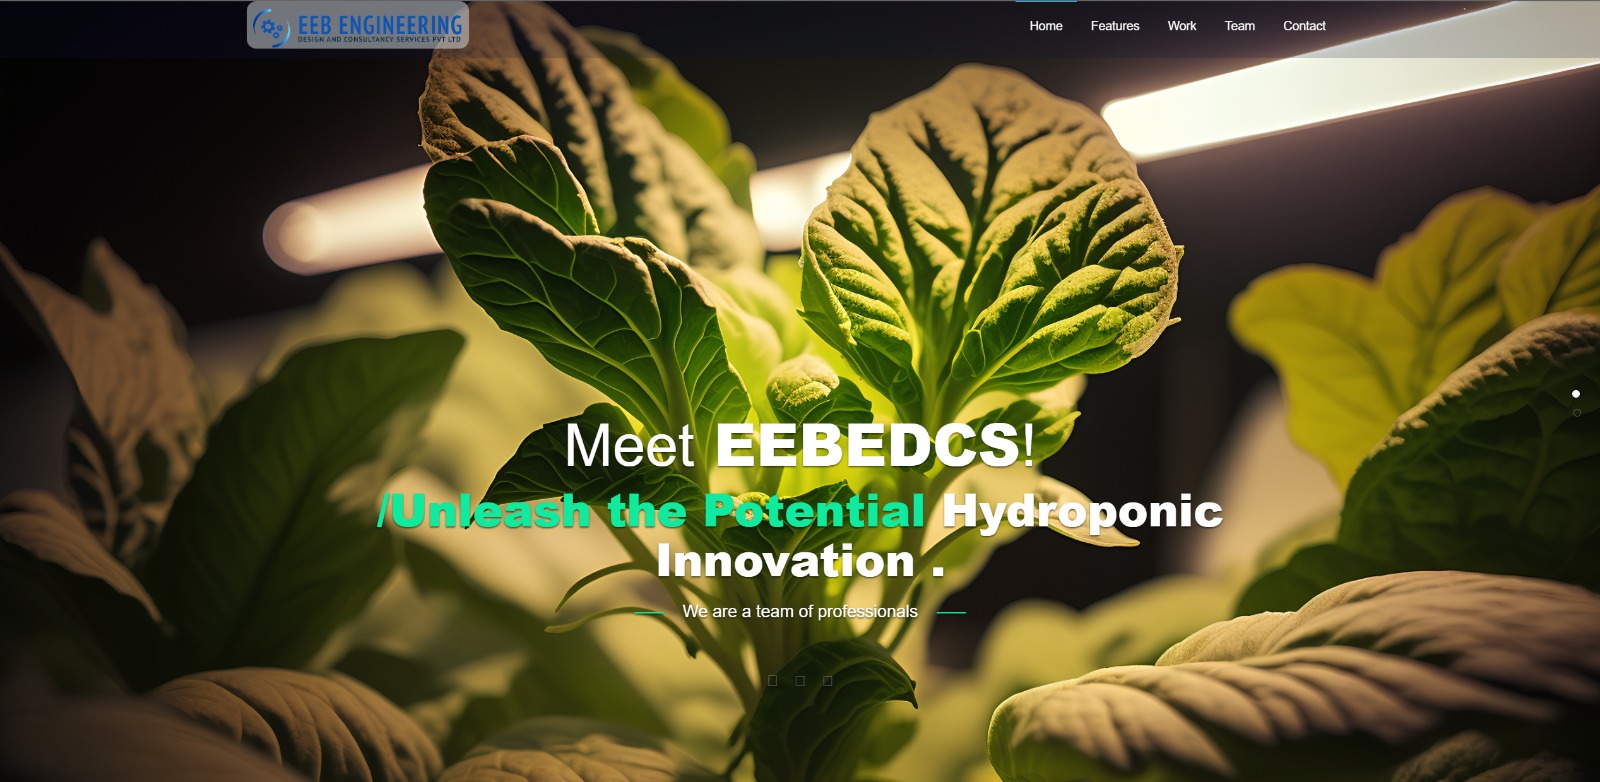 EEB ENGINEERING
DESIGN AND CONSULTANCY SERVICES PVT LTD
Home Features Work Team Contact
Meet EEBEDCS!
/Unleash the Potential Hydroponic
Innovation .
We are a team of professionals